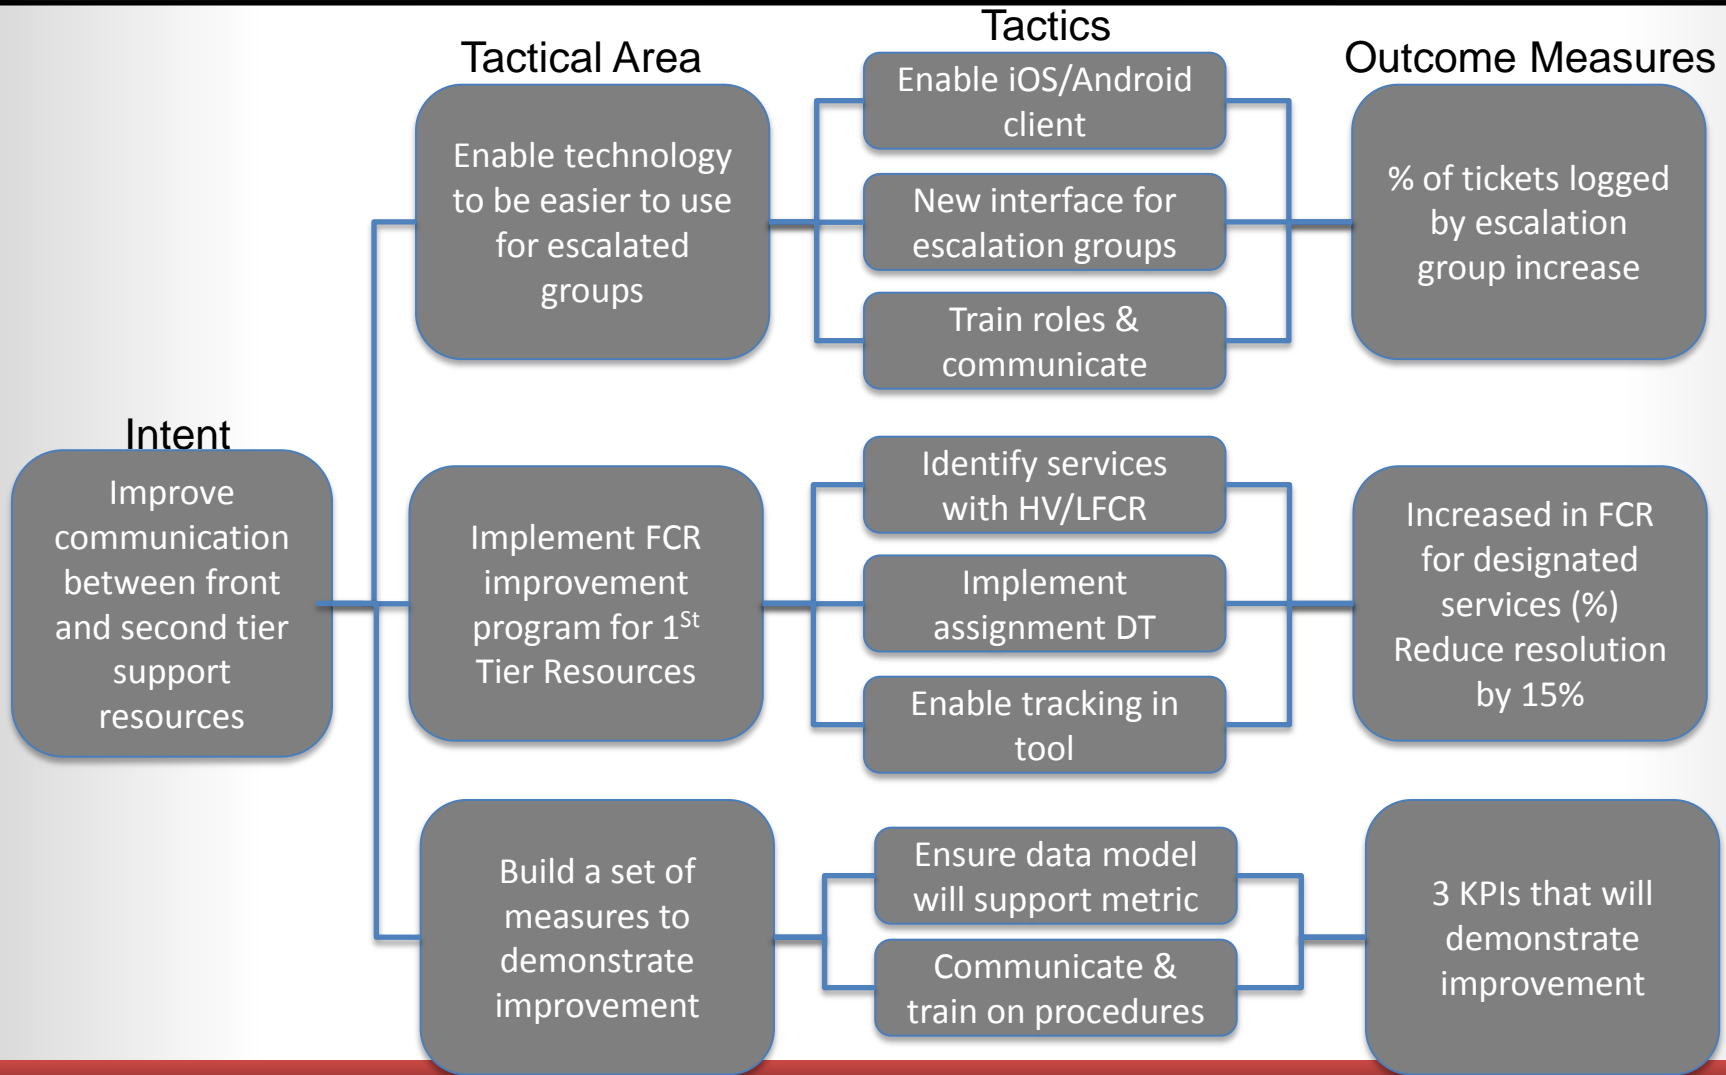 Tactics
Tactical Area
Outcome Measures
Enable technology
to be easier to use
for escalated
groups
Enable iOS/Android
client
New interface for
escalation groups
Train roles &
communicate
% of tickets logged
by escalation
group increase
Intent
Improve
communication
between front
and second tier
support
resources
Implement FCR
improvement
program for 1St
Tier Resources
Identify services
with HV/LFCR
Implement
assignment DT
Enable tracking in
tool
Increased in FCR
for designated
services (%)
Reduce resolution
by 15%
Build a set of
measures to
demonstrate
improvement
Ensure data model
will support metric
Communicate &
train on procedures
3 KPIs that will
demonstrate
improvement